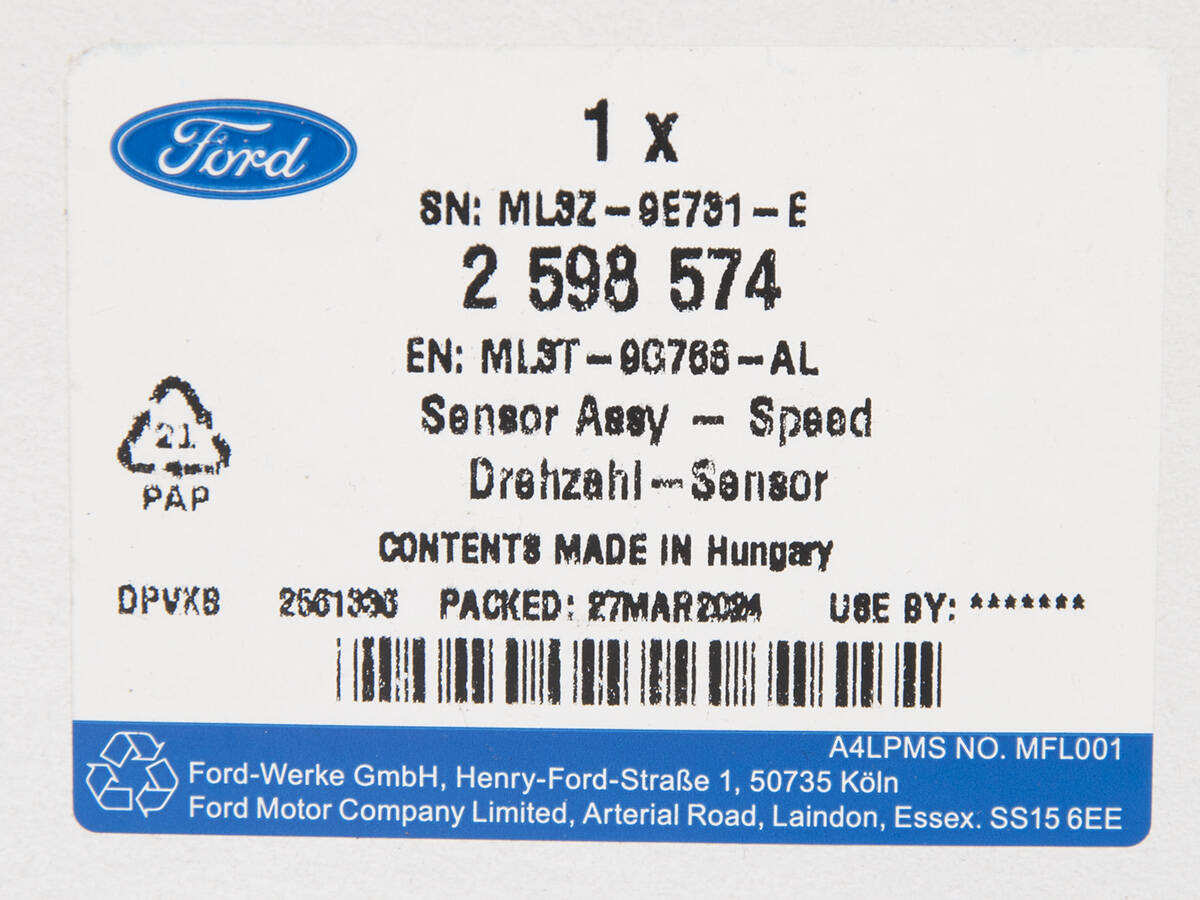 Ford
1 x
SN: ML3Z-9E731-E
2 598 574
EN: ML3T-9G768-AL
Sensor Assy - Speed
Drehzahl-Sensor
21
PAP
CONTENTS MADE IN Hungary
PACKED: 27MAR2024 USE BY: *******
A4LPMS NO. MFL001
Ford-Werke GmbH, Henry-Ford-Straße 1, 50735 Köln
Ford Motor Company Limited, Arterial Road, Laindon, Essex. SS15 6EE